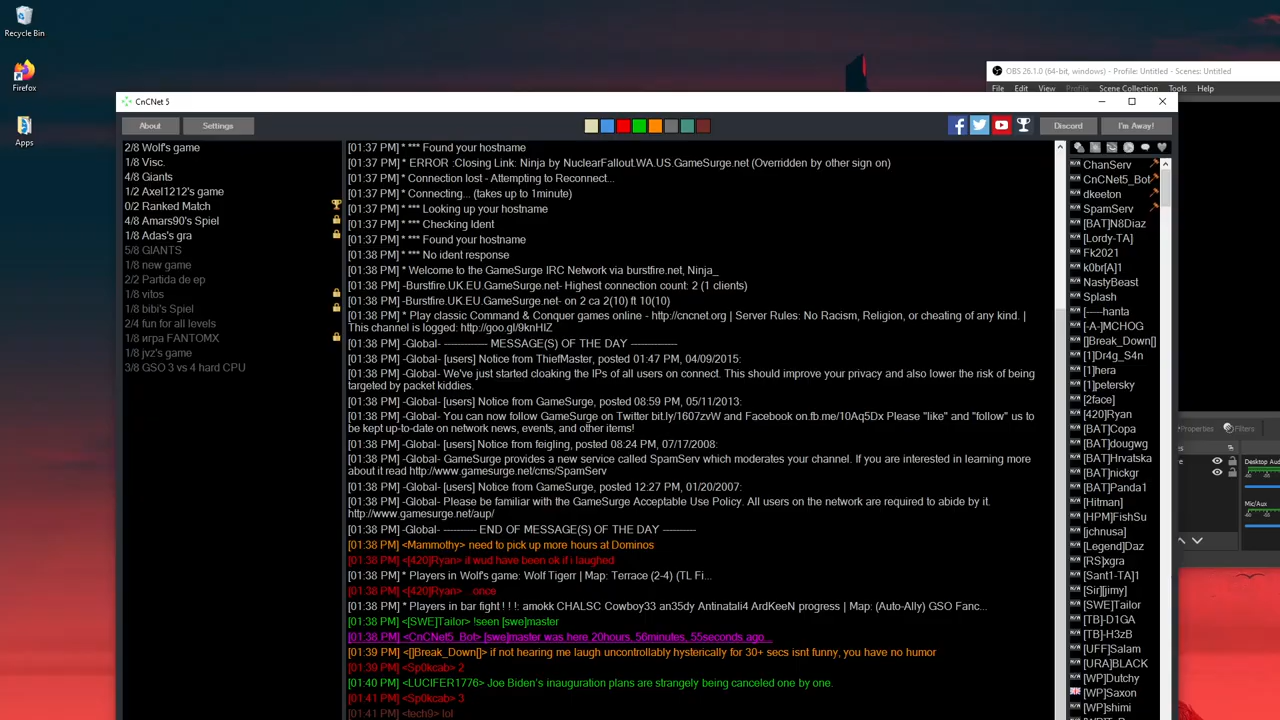 Recycle Bin
Firefox
Apps
OBS 26.1.0 (64-bit, windows) - Profile: Untitled - Scenes: Untitled
File Edit View Profile Scene Collection Tools Help
CnCNet 5
About Settings Discord I'm Away!
2/8 Wolf's game
1/8 Visc.
4/8 Giants
1/2 Axel1212's game
0/2 Ranked Match
4/8 Amars90's Spiel
1/8 Adas's gra
5/8 GIANTS
1/8 new game
2/2 Partida de ep
1/8 vitos
1/8 bibi's Spiel
2/4 fun for all levels
1/8 игра FANTOMX
1/8 jvz's game
3/8 GSO 3 vs 4 hard CPU
[01:37 PM] * *** Found your hostname
[01:37 PM] * ERROR :Closing Link: Ninja by NuclearFallout.WA.US.GameSurge.net (Overridden by other sign on)
[01:37 PM] * Connection lost - Attempting to Reconnect...
[01:37 PM] * Connecting... (takes up to 1minute)
[01:37 PM] * *** Looking up your hostname
[01:37 PM] * *** Checking Ident
[01:37 PM] * *** Found your hostname
[01:38 PM] * *** No ident response
[01:38 PM] * Welcome to the GameSurge IRC Network via burstfire.net, Ninja_
[01:38 PM] -Burstfire.UK.EU.GameSurge.net- Highest connection count: 2 (1 clients)
[01:38 PM] -Burstfire.UK.EU.GameSurge.net- on 2 ca 2(10) ft 10(10)
[01:38 PM] * Play classic Command & Conquer games online - http://cncnet.org | Server Rules: No Racism, Religion, or cheating of any kind. |
This channel is logged: http://goo.gl/9knHIZ
[01:38 PM] -Global- ------------- MESSAGE(S) OF THE DAY ---------------
[01:38 PM] -Global- [users] Notice from ThiefMaster, posted 01:47 PM, 04/09/2015:
[01:38 PM] -Global- We've just started cloaking the IPs of all users on connect. This should improve your privacy and also lower the risk of being
targeted by packet kiddies.
[01:38 PM] -Global- [users] Notice from GameSurge, posted 08:59 PM, 05/11/2013:
[01:38 PM] -Global- You can now follow GameSurge on Twitter bit.ly/1607zvW and Facebook on.fb.me/10Aq5Dx Please "like" and "follow" us to
be kept up-to-date on network news, events, and other items!
[01:38 PM] -Global- [users] Notice from feigling, posted 08:24 PM, 07/17/2008:
[01:38 PM] -Global- GameSurge provides a new service called SpamServ which moderates your channel. If you are interested in learning more
about it read http://www.gamesurge.net/cms/SpamServ
[01:38 PM] -Global- [users] Notice from GameSurge, posted 12:27 PM, 01/20/2007:
[01:38 PM] -Global- Please be familiar with the GameSurge Acceptable Use Policy. All users on the network are required to abide by it.
http://www.gamesurge.net/aup/
[01:38 PM] -Global- ---------- END OF MESSAGE(S) OF THE DAY ----------
[01:38 PM] <Mammothy> need to pick up more hours at Dominos
[01:38 PM] <[420]Ryan> if wud have been ok if i laughed
[01:38 PM] * Players in Wolf's game: Wolf Tigerr | Map: Terrace (2-4) (TL Fi...
[01:38 PM] <[420]Ryan> ..once
[01:38 PM] * Players in bar fight ! ! !: amokk CHALSC Cowboy33 an35dy Antinatali4 ArdKeeN progress | Map: (Auto-Ally) GSO Fanc...
[01:38 PM] <[SWE]Tailor> !seen [swe]master
[01:38 PM] <CnCNet5_Bot> [swe]master was here 20hours, 56minutes, 55seconds ago...
[01:39 PM] <[]Break_Down[]> if not hearing me laugh uncontrollably hysterically for 30+ secs isnt funny, you have no humor
[01:39 PM] <Sp0kcab> 2
[01:40 PM] <LUCIFER1776> Joe Biden's inauguration plans are strangely being canceled one by one.
[01:41 PM] <Sp0kcab> 3
[01:41 PM] <tech9> lol
ChanServ
CnCNet5_Bot
dkeeton
SpamServ
[BAT]N8Diaz
[Lordy-TA]
Fk2021
k0br[A]1
NastyBeast
Splash
[-----hanta
[-A-]MCHOG
[]Break_Down[]
[1]Dr4g_S4n
[1]hera
[1]petersky
[2face]
[420]Ryan
[BAT]Copa
[BAT]dougwg
[BAT]Hrvatska
[BAT]nickgr
[BAT]Panda1
[Hitman]
[HPM]FishSu
[jchnusa]
[Legend]Daz
[RS]xgra
[Sant1-TA]1
[Sir][jimy]
[SWE]Tailor
[TB]-D1GA
[TB]-H3zB
[UFF]Salam
[URA]BLACK
[WP]Dutchy
[WP]Saxon
[WP]shimi
Properties Filters
Desktop Aud
Mic/Aux